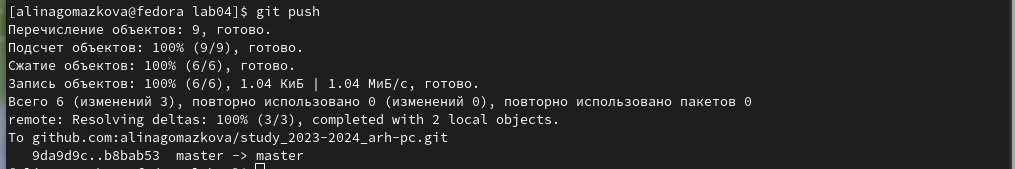 [alinagomazkova@fedora lab04]$ git push
Перечисление объектов: 9, готово.
Подсчет объектов: 100% (9/9), готово.
Сжатие объектов: 100% (6/6), готово.
Запись объектов: 100% (6/6), 1.04 КиБ | 1.04 МиБ/с, готово.
Всего 6 (изменений 3), повторно использовано 0 (изменений 0), повторно использовано пакетов 0
remote: Resolving deltas: 100% (3/3), completed with 2 local objects.
To github.com:alinagomazkova/study_2023-2024_arh-pc.git
   9da9d9c..b8bab53  master -> master